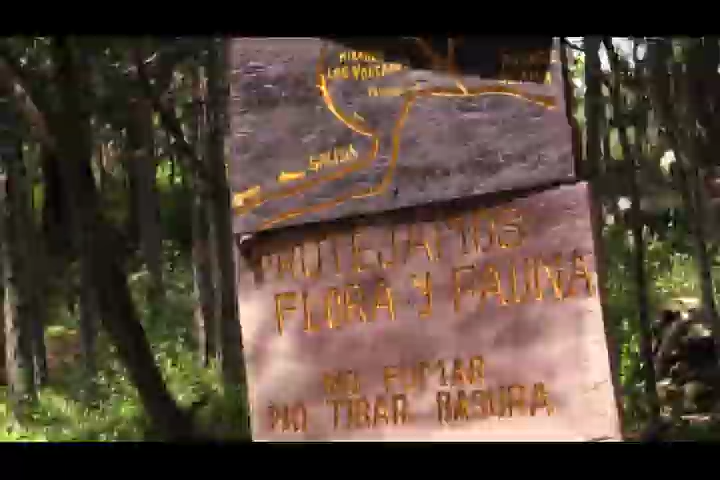 MIRADOR
LOS VOLCANES
SALIDA
PROTEJAMOS
FLORA Y FAUNA
NO FUMAR
NO TIRAR BASURA